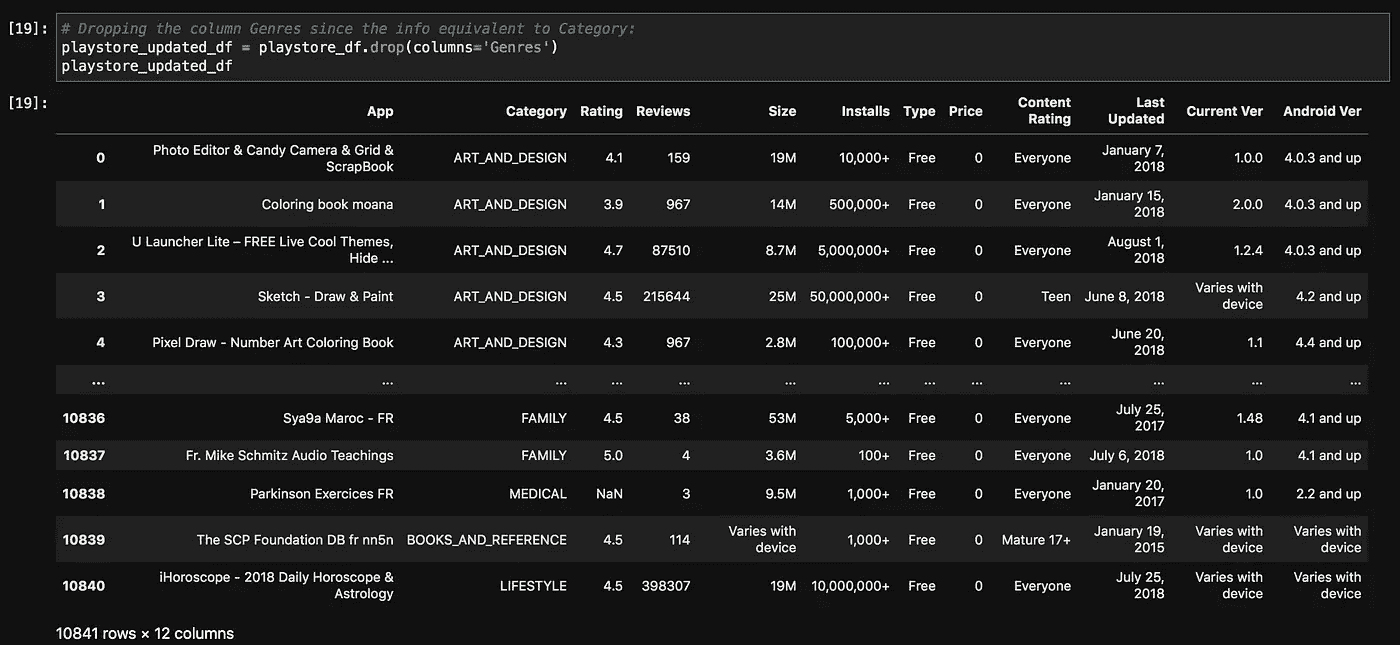 [19]: # Dropping the column Genres since the info equivalent to Category:
playstore_updated_df = playstore_df.drop(columns='Genres')
playstore_updated_df
[19]:
App Category Rating Reviews Size Installs Type Price Content Rating Last Updated Current Ver Android Ver
0 Photo Editor & Candy Camera & Grid & ScrapBook ART_AND_DESIGN 4.1 159 19M 10,000+ Free 0 Everyone January 7, 2018 1.0.0 4.0.3 and up
1 Coloring book moana ART_AND_DESIGN 3.9 967 14M 500,000+ Free 0 Everyone January 15, 2018 2.0.0 4.0.3 and up
2 U Launcher Lite – FREE Live Cool Themes, Hide ... ART_AND_DESIGN 4.7 87510 8.7M 5,000,000+ Free 0 Everyone August 1, 2018 1.2.4 4.0.3 and up
3 Sketch - Draw & Paint ART_AND_DESIGN 4.5 215644 25M 50,000,000+ Free 0 Teen June 8, 2018 Varies with device 4.2 and up
4 Pixel Draw - Number Art Coloring Book ART_AND_DESIGN 4.3 967 2.8M 100,000+ Free 0 Everyone June 20, 2018 1.1 4.4 and up
... ... ... ... ... ... ... ... ... ... ... ... ...
10836 Sya9a Maroc - FR FAMILY 4.5 38 53M 5,000+ Free 0 Everyone July 25, 2017 1.48 4.1 and up
10837 Fr. Mike Schmitz Audio Teachings FAMILY 5.0 4 3.6M 100+ Free 0 Everyone July 6, 2018 1.0 4.1 and up
10838 Parkinson Exercices FR MEDICAL NaN 3 9.5M 1,000+ Free 0 Everyone January 20, 2017 1.0 2.2 and up
10839 The SCP Foundation DB fr nn5n BOOKS_AND_REFERENCE 4.5 114 Varies with device 1,000+ Free 0 Mature 17+ January 19, 2015 Varies with device Varies with device
10840 iHoroscope - 2018 Daily Horoscope & Astrology LIFESTYLE 4.5 398307 19M 10,000,000+ Free 0 Everyone July 25, 2018 Varies with device Varies with device
10841 rows × 12 columns